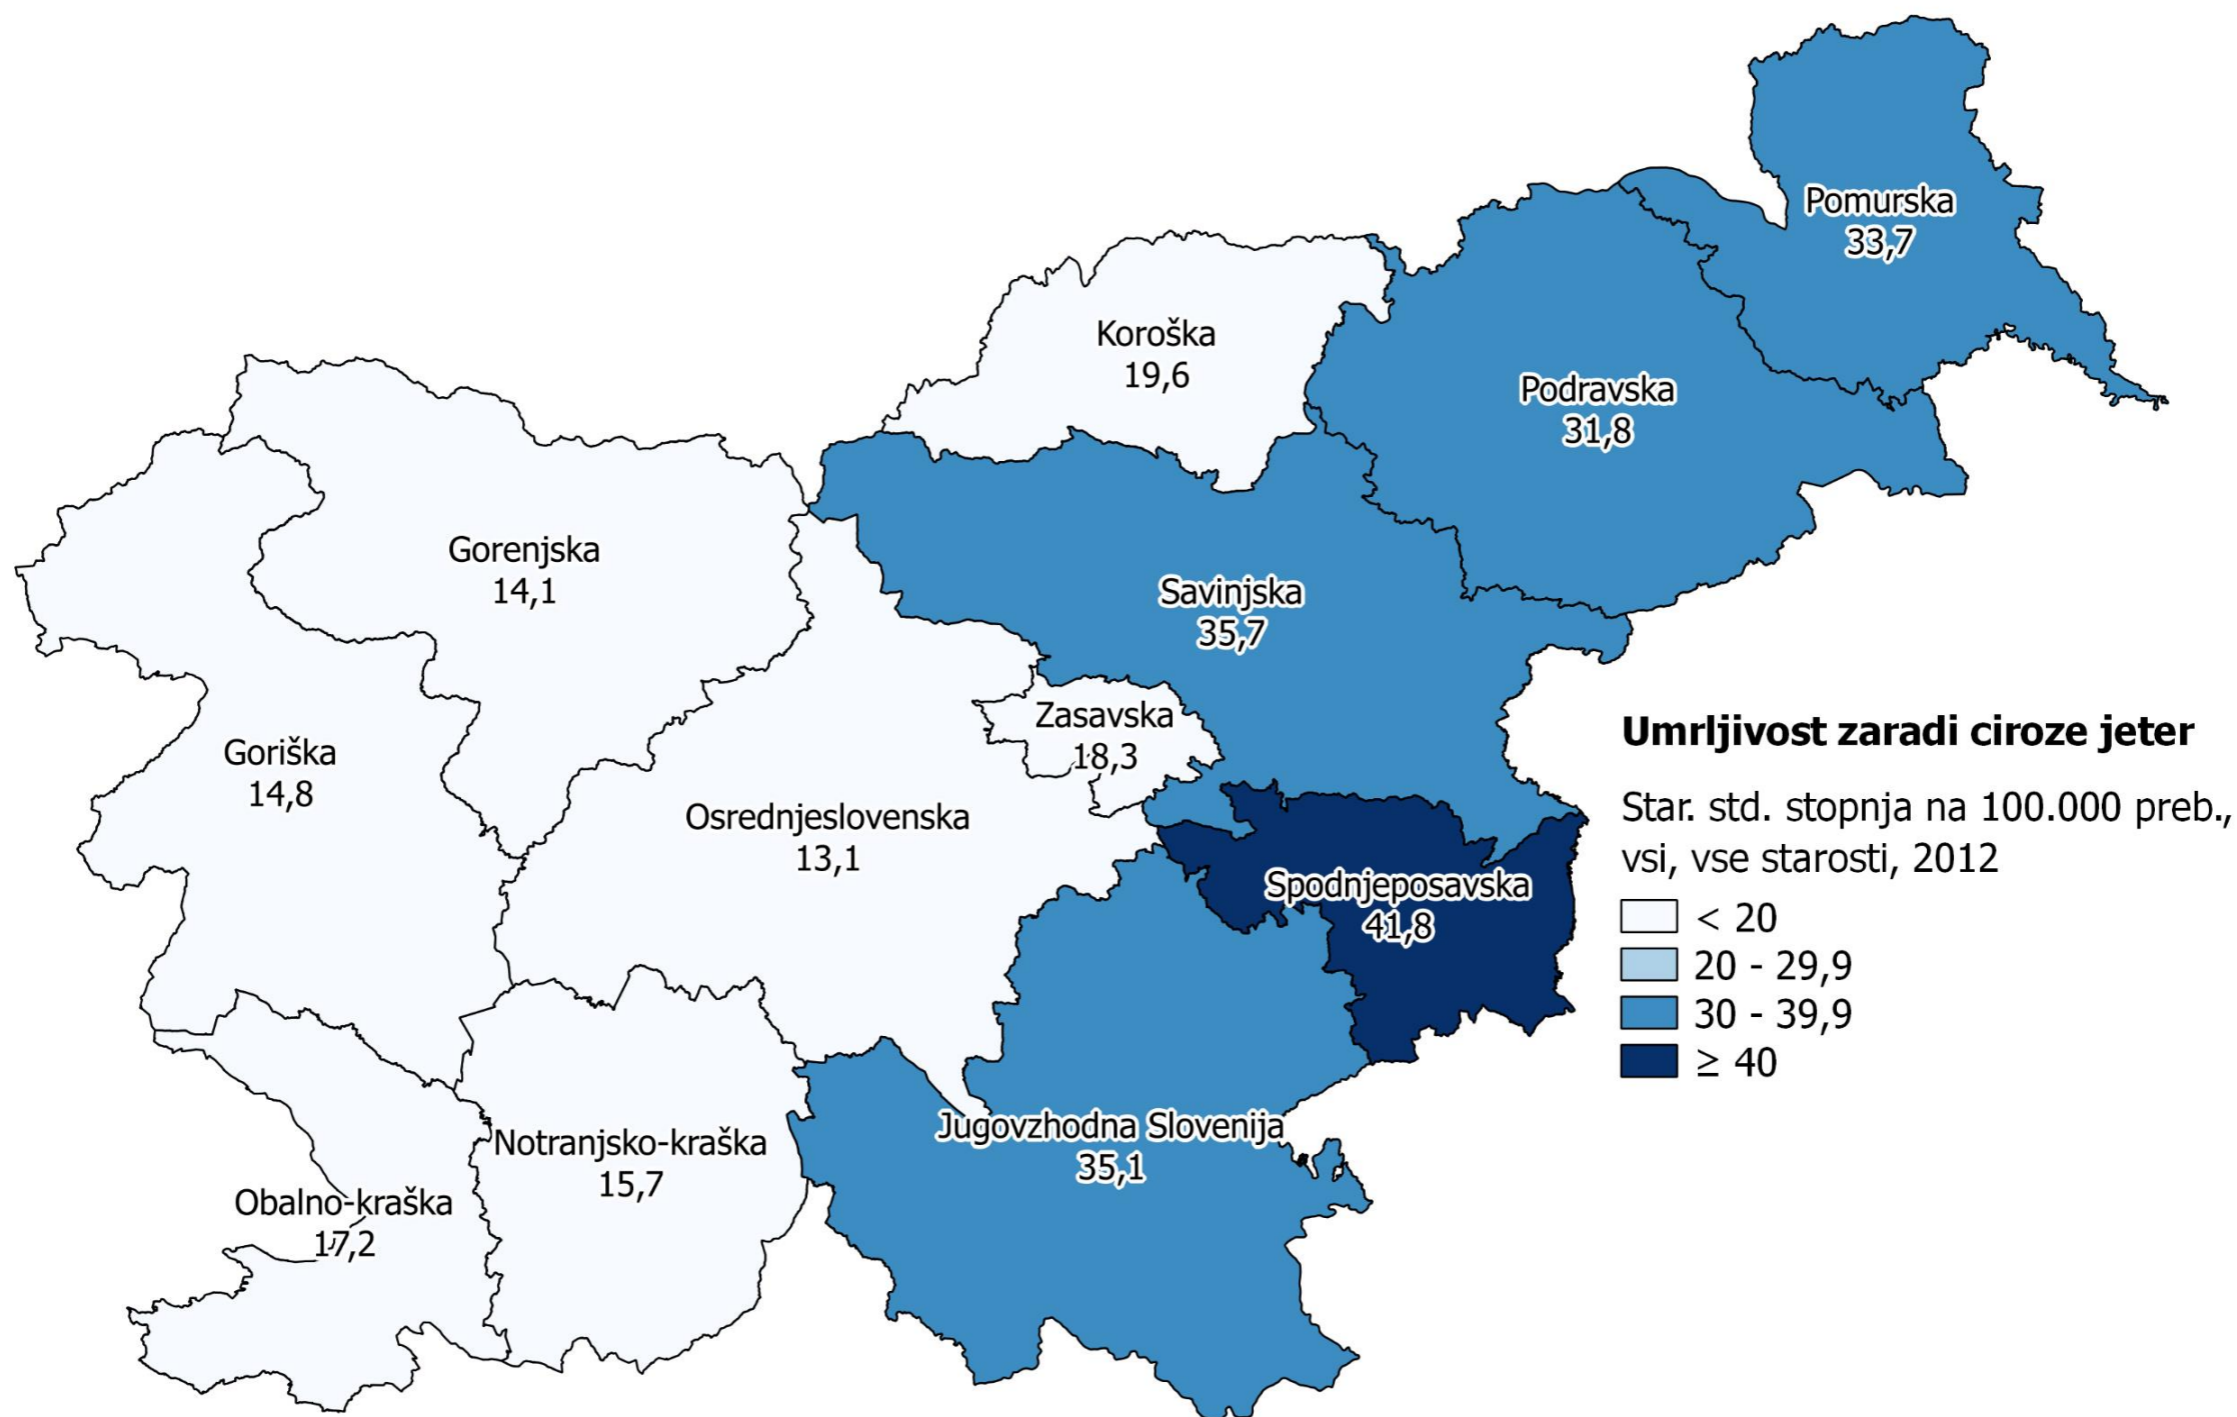 Pomurska
33,7
Koroška
19,6
Podravska
31,8
Gorenjska
14,1
Savinjska
35,7
Zasavska
18,3
Goriška
14,8
Osrednjeslovenska
13,1
Spodnjeposavska
41,8
Jugovzhodna Slovenija
35,1
Notranjsko-kraška
15,7
Obalno-kraška
17,2
Umrljivost zaradi ciroze jeter
Star. std. stopnja na 100.000 preb.,
vsi, vse starosti, 2012
< 20
20 - 29,9
30 - 39,9
≥ 40